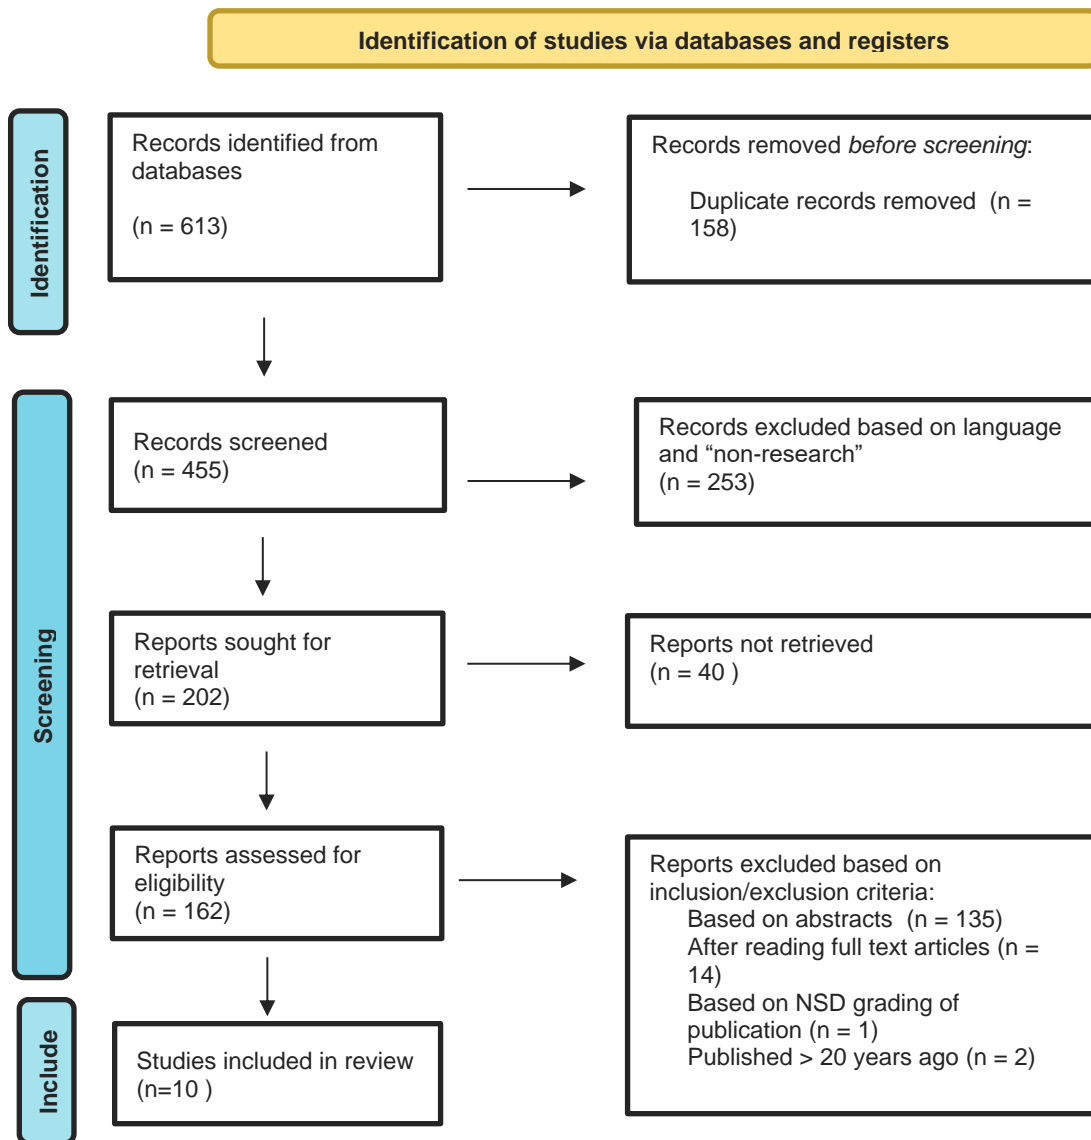 Identification of studies via databases and registers
Identification
Records identified from
databases
(n = 613)
Records removed before screening:
Duplicate records removed  (n =
158)
Screening
Records screened
(n = 455)
Records excluded based on language
and “non-research”
(n = 253)
Reports sought for
retrieval
(n = 202)
Reports not retrieved
(n = 40 )
Reports assessed for
eligibility
(n = 162)
Reports excluded based on
inclusion/exclusion criteria:
Based on abstracts  (n = 135)
After reading full text articles (n =
14)
Based on NSD grading of
publication (n = 1)
Published > 20 years ago (n = 2)
Include
Studies included in review
(n=10 )